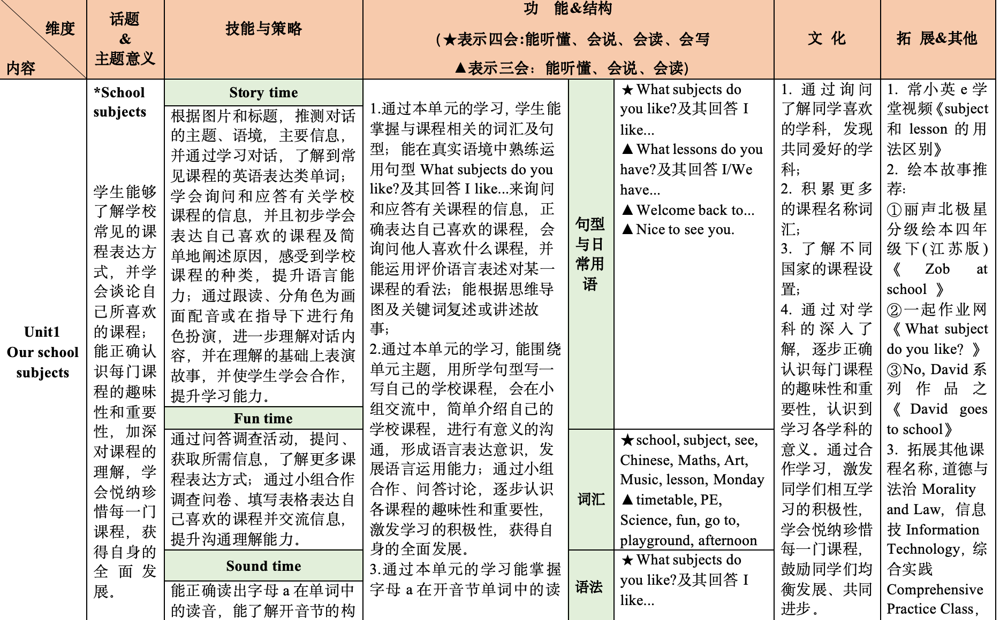 维度
内容
话题
&
主题意义
技能与策略
功 能&结构
(★表示四会:能听懂、会说、会读、会写
▲表示三会：能听懂、会说、会读)
文 化
拓 展&其他
Unit1
Our school
subjects
*School
subjects
学生能够
了解学校
常见的课
程表达方
式，并学
会谈论自
己所喜欢
的课程；
能正确认
识每门课
程的趣味
性和重要
性，加深
对课程的
理解，学
会悦纳珍
惜每一门
课程，获
得自身的
全面发
展。
Story time
根据图片和标题，推测对话
的主题、语境，主要信息，
并通过学习对话，了解到常
见课程的英语表达类单词；
学会询问和应答有关学校
课程的信息，并且初步学会
表达自己喜欢的课程及简
单地阐述原因，感受到学校
课程的种类，提升语言能
力；通过跟读、分角色为画
面配音或在指导下进行角
色扮演，进一步理解对话内
容，并在理解的基础上表演
故事，并使学生学会合作，
提升学习能力。
Fun time
通过问答调查活动，提问、
获取所需信息，了解更多课
程表达方式；通过小组合作
调查问卷、填写表格表达自
己喜欢的课程并交流信息，
提升沟通理解能力。
Sound time
能正确读出字母 a 在单词中
的读音，能了解开音节的构
1.通过本单元的学习，学生能
掌握与课程相关的词汇及句
型；能在真实语境中熟练运
用句型 What subjects do you
like?及其回答 I like...来询问
和应答有关课程的信息，正
确表达自己喜欢的课程，会
询问他人喜欢什么课程，并
能运用评价语言表述对某一
课程的看法；能根据思维导
图及关键词复述或讲述故
事；
2.通过本单元的学习，能围绕
单元主题，用所学句型写一
写自己的学校课程，会在小
组交流中，简单介绍自己的
学校课程，进行有意义的沟
通，形成语言表达意识，发
展语言运用能力；通过小组
合作、问答讨论，逐步认识
各课程的趣味性和重要性，
激发学习的积极性，获得自
身的全面发展。
3.通过本单元的学习能掌握
字母 a 在开音节单词中的读
句型
与日
常用
语
★What subjects do
you like?及其回答 I
like...
▲What lessons do you
have?及其回答 I/We
have...
▲Welcome back to...
▲Nice to see you.
词汇
★school, subject, see,
Chinese, Maths, Art,
Music, lesson, Monday
▲timetable, PE,
Science, fun, go to,
playground, afternoon
语法
★What subjects do
you like?及其回答 I
like...
1. 通过询问
了解同学喜欢
的学科，发现
共同爱好的学
科；
2. 积累更多
的课程名称词
汇；
3. 了解不同
国家的课程设
置；
4. 通过对学
科的深入了
解，逐步正确
认识每门课程
的趣味性和重
要性，认识到
学习各学科的
意义。通过合
作学习，激发
同学们相互学
习的积极性，
学会悦纳珍惜
每一门课程，
鼓励同学们均
衡发展、共同
进步。
1. 常小英 e 学
堂视频《subject
和 lesson 的用
法区别》
2. 绘本故事推
荐：
①丽声北极星
分级绘本四年
级下(江苏版)
《 Zob at
school 》
②一起作业网
《What subject
do you like? 》
③No, David 系
列作品之
《 David goes
to school》
3. 拓展其他课
程名称,道德与
法治 Morality
and Law，信息
技 Information
Technology, 综
合实践
Comprehensive
Practice Class，